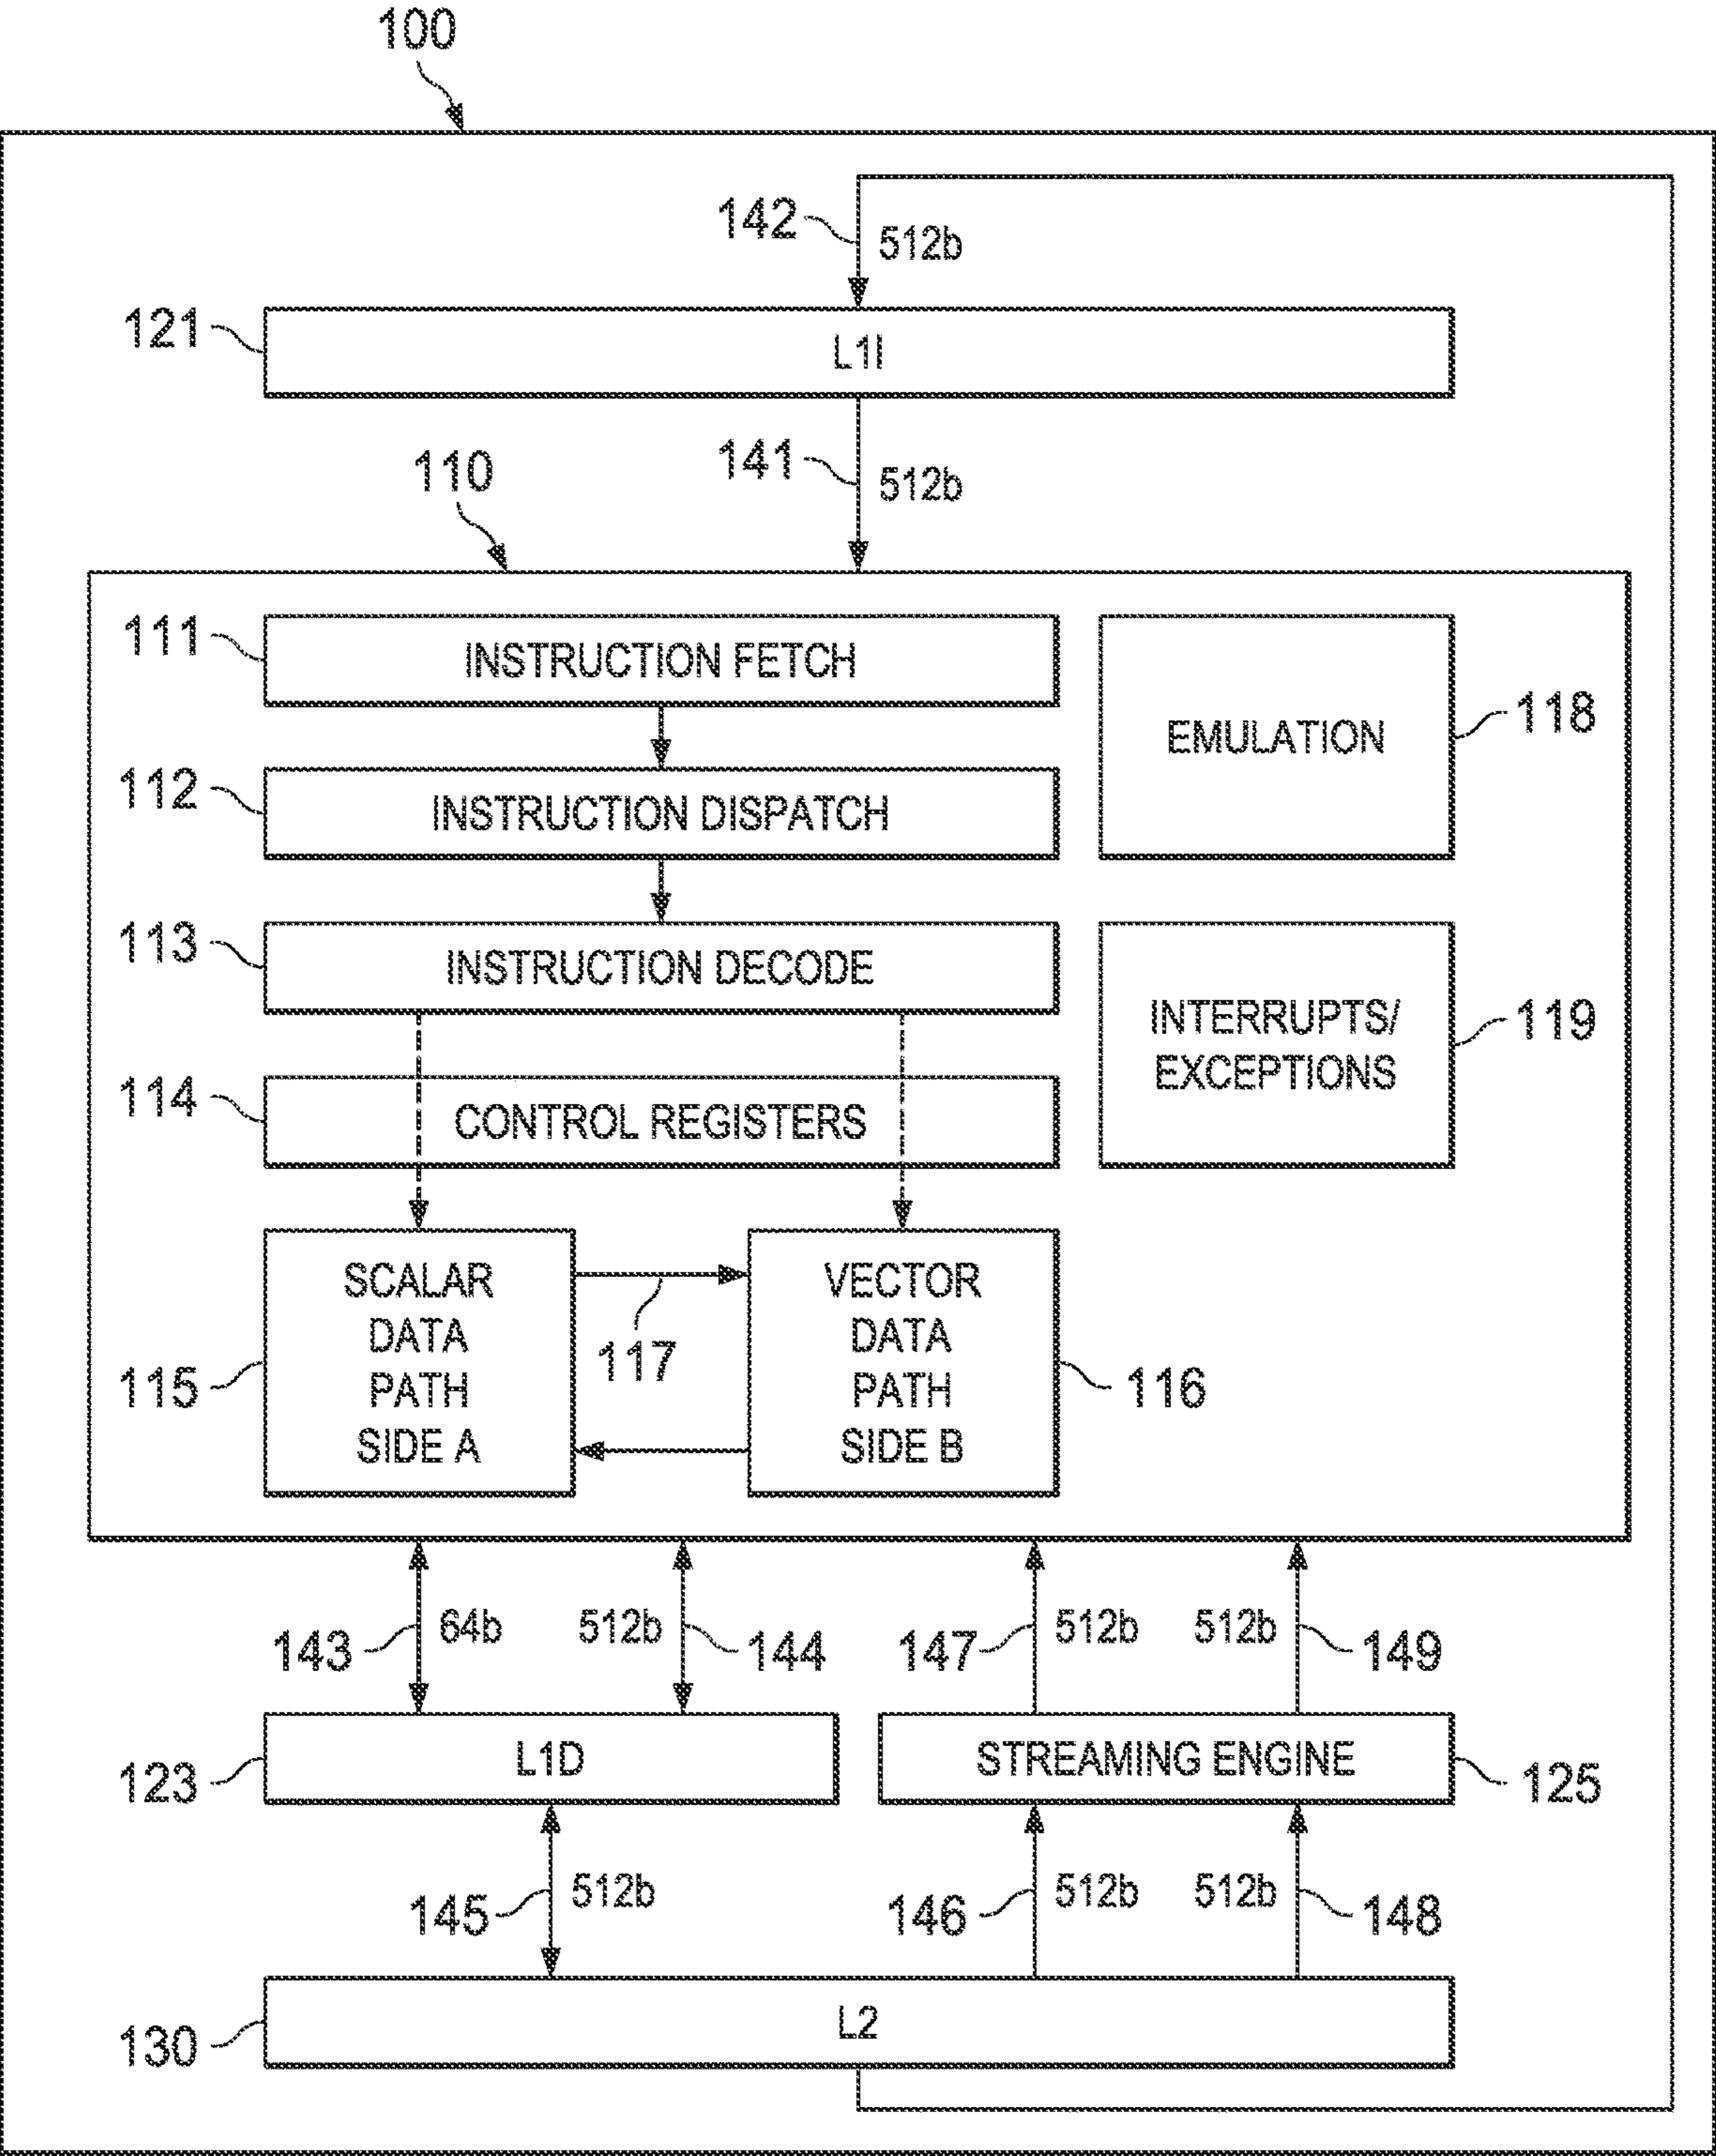 100
142
512b
121
L1I
141
512b
110
111
INSTRUCTION FETCH
118
EMULATION
112
INSTRUCTION DISPATCH
113
INSTRUCTION DECODE
119
INTERRUPTS/
EXCEPTIONS
114
CONTROL REGISTERS
115
SCALAR
DATA
PATH
SIDE A
117
VECTOR
DATA
PATH
SIDE B
116
143
64b
512b
144
147
512b
512b
149
123
L1D
STREAMING ENGINE
125
145
512b
146
512b
512b
148
130
L2